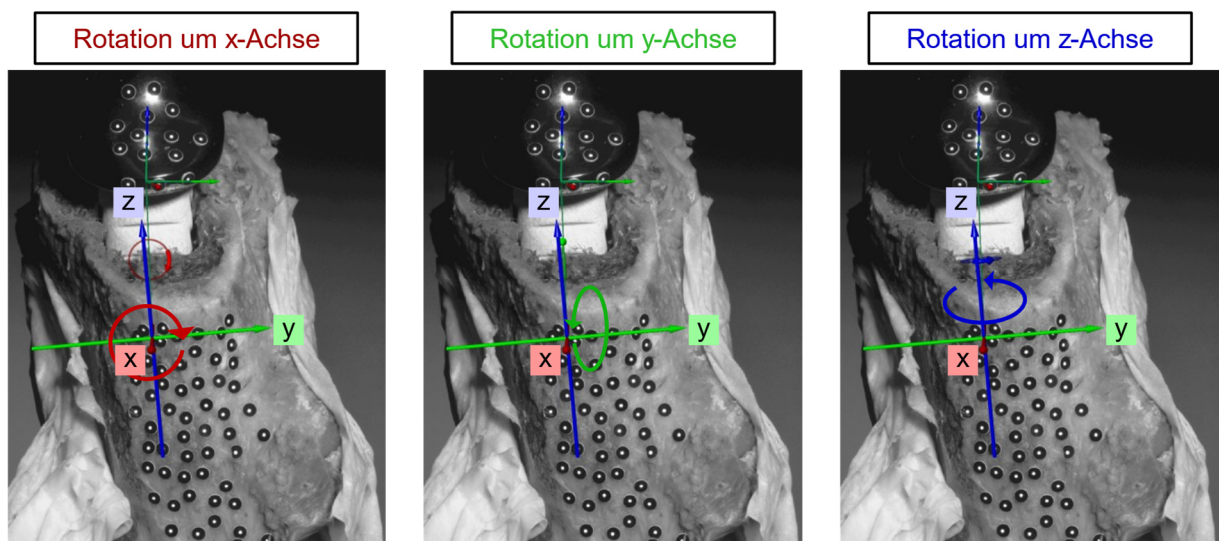 Rotation um x-Achse
Rotation um y-Achse
Rotation um z-Achse
z
y
x
z
y
x
z
y
x